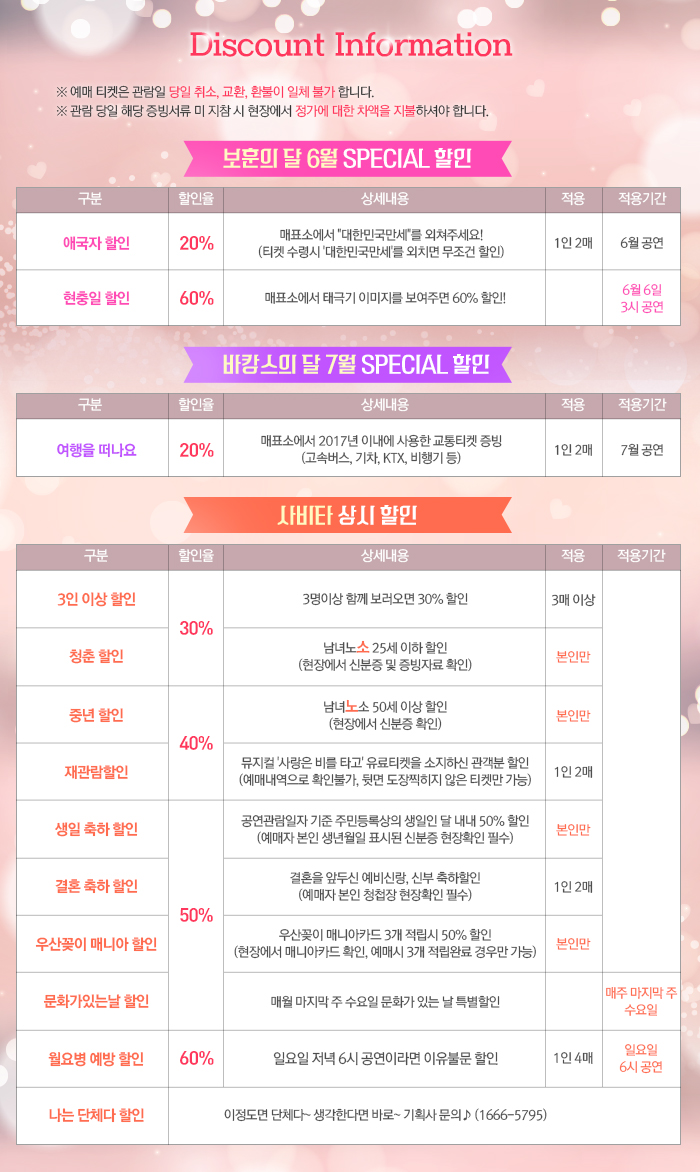 Discount Information
※ 예매 티켓은 관람일 당일 취소, 교환, 환불이 일체 불가 합니다.
※ 관람 당일 해당 증빙서류 미 지참 시 현장에서 정가에 대한 차액을 지불하셔야 합니다.
보훈의 달 6월 SPECIAL 할인
구분 할인율 상세내용 적용 적용기간
애국자 할인 20% 매표소에서 "대한민국만세"를 외쳐주세요! 1인 2매 6월 공연
(티켓 수령시 '대한민국만세'를 외치면 무조건 할인)
현충일 할인 60% 매표소에서 태극기 이미지를 보여주면 60% 할인! 6월 6일
3시 공연
바캉스의 달 7월 SPECIAL 할인
구분 할인율 상세내용 적용 적용기간
여행을 떠나요 20% 매표소에서 2017년 이내에 사용한 교통티켓 증빙 1인 2매 7월 공연
(고속버스, 기차, KTX, 비행기 등)
사비타 상시 할인
구분 할인율 상세내용 적용 적용기간
3인 이상 할인 3명이상 함께 보러오면 30% 할인 3매 이상
30%
청춘 할인 남녀노소 25세 이하 할인 본인만
(현장에서 신분증 및 증빙자료 확인)
중년 할인 남녀노소 50세 이상 할인 본인만
(현장에서 신분증 확인)
40%
재관람할인 뮤지컬 '사랑은 비를 타고' 유료티켓을 소지하신 관객분 할인 1인 2매
(예매내역으로 확인불가, 뒷면 도장찍히지 않은 티켓만 가능)
생일 축하 할인 공연관람일자 기준 주민등록상의 생일인 달 내내 50% 할인 본인만
(예매자 본인 생년월일 표시된 신분증 현장확인 필수)
결혼 축하 할인 결혼을 앞두신 예비신랑, 신부 축하할인 1인 2매
(예매자 본인 청첩장 현장확인 필수)
50%
우산꽂이 매니아 할인 우산꽂이 매니아카드 3개 적립시 50% 할인 본인만
(현장에서 매니아카드 확인, 예매시 3개 적립완료 경우만 가능)
문화가있는날 할인 매월 마지막 주 수요일 문화가 있는 날 특별할인 매주 마지막 주
수요일
월요병 예방 할인 60% 일요일 저녁 6시 공연이라면 이유불문 할인 1인 4매 일요일
6시 공연
나는 단체다 할인 이정도면 단체다~ 생각한다면 바로~ 기획사 문의♪ (1666-5795)